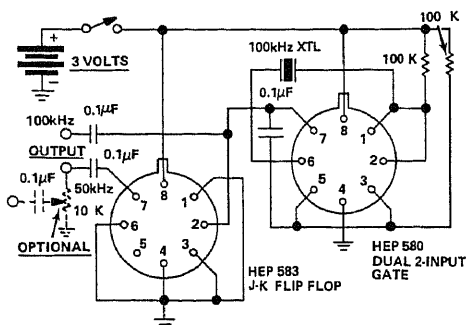 100 K
+
3 VOLTS
-
100kHz XTL
100 K
0.1µF
0.1µF
100kHz
OUTPUT
0.1µF
0.1µF
50kHz
10 K
OPTIONAL
8
7
1
6
2
5
3
4
HEP 580
DUAL 2-INPUT
GATE
8
7
1
6
2
5
3
4
HEP 583
J-K FLIP FLOP